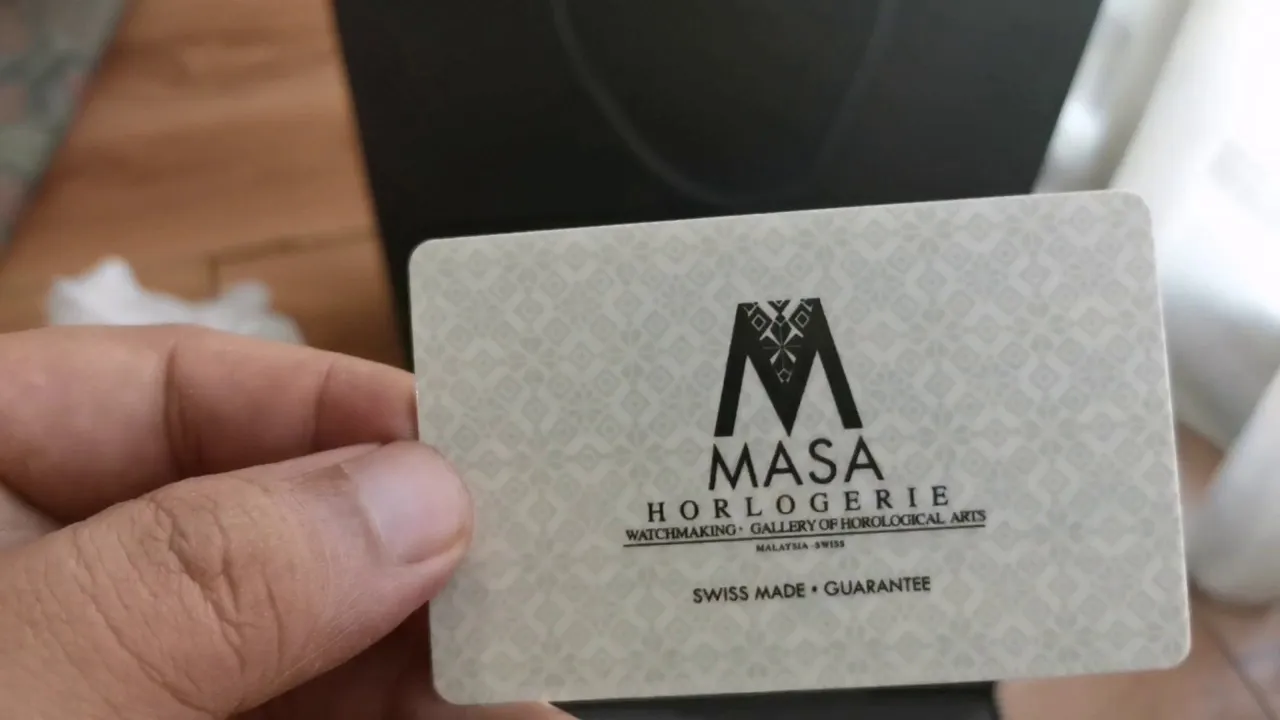 M
MASA
HORLOGERIE
WATCHMAKING • GALLERY OF HOROLOGICAL ARTS
MALAYSIA - SWISS
SWISS MADE • GUARANTEE